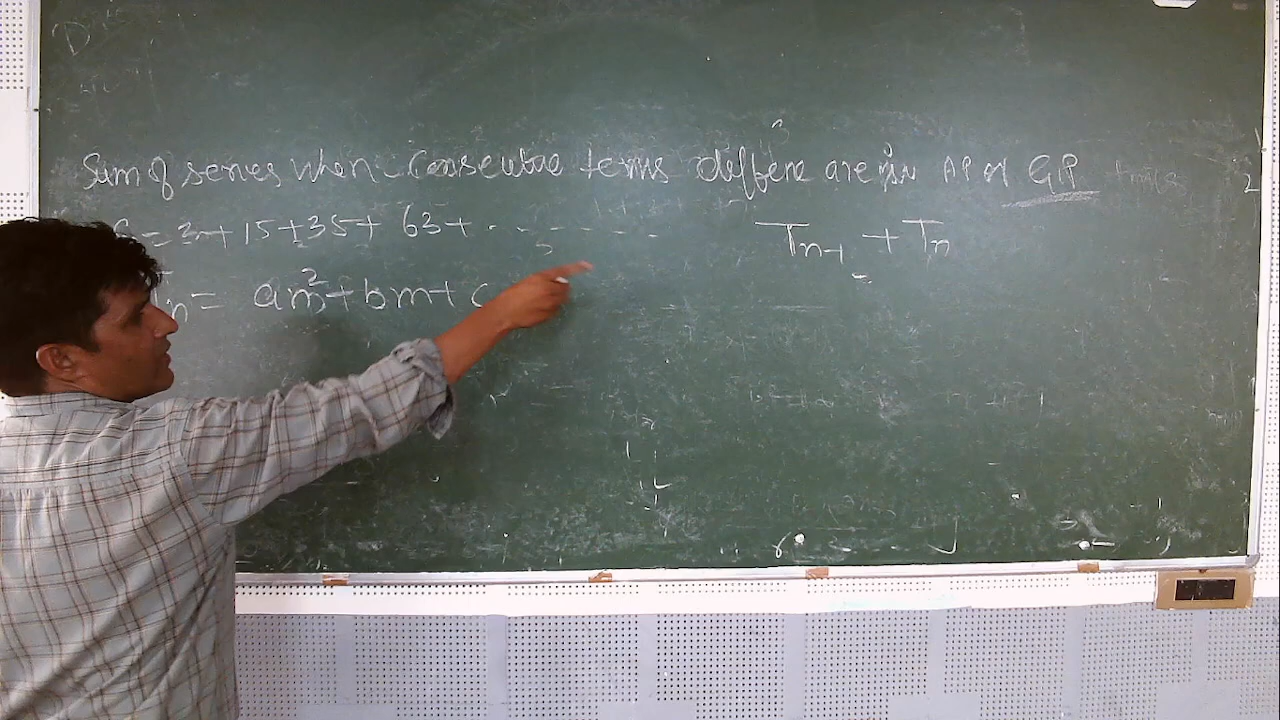 Sum of series when consecutive terms differe are in AP or GP
S = 3+15+35+ 63+ - - - - - - -
Tn = an²+bn+c
Tn-1 + Tn